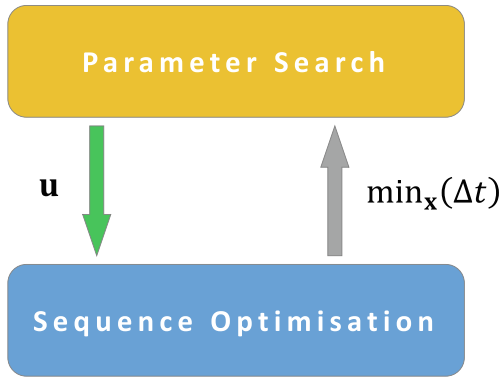 Parameter Search
u
minₓ(Δt)
Sequence Optimisation